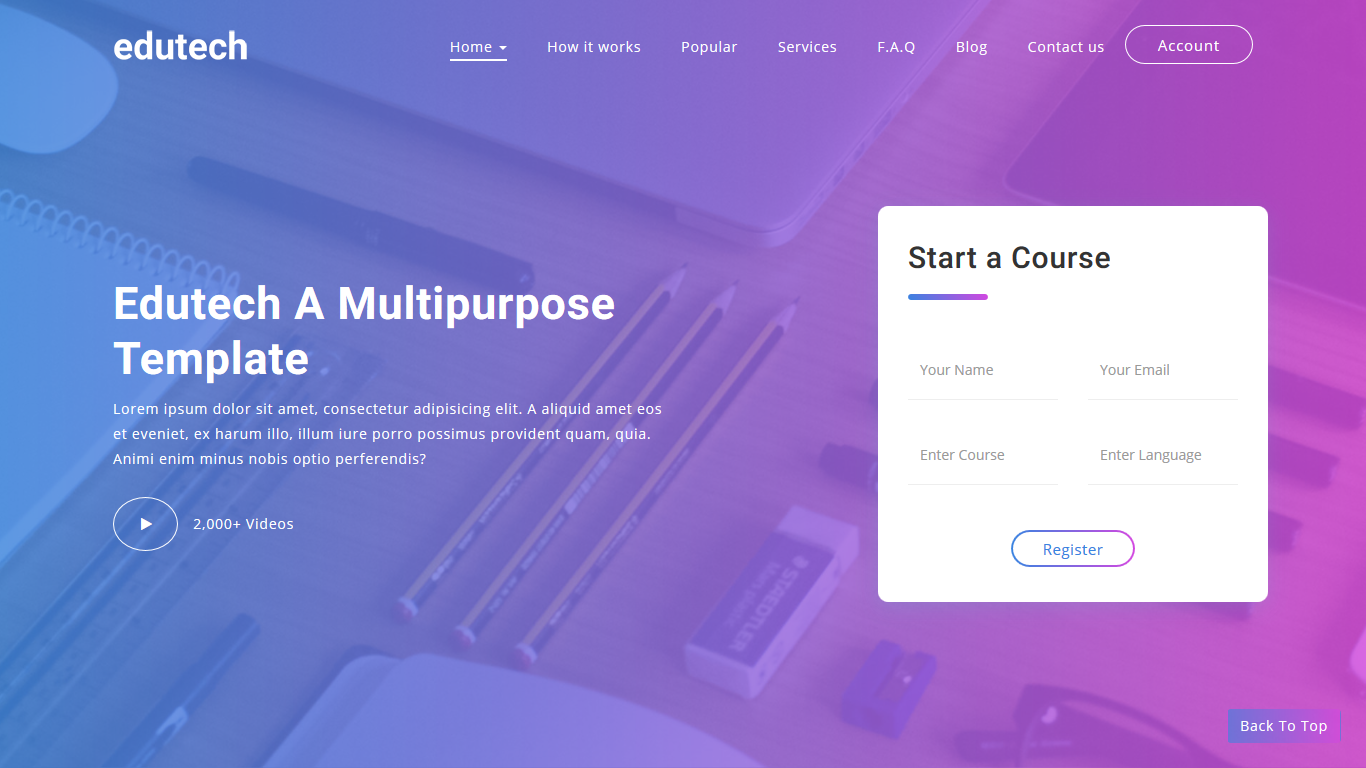 edutech
Home
How it works
Popular
Services
F.A.Q
Blog
Contact us
Account
Edutech A Multipurpose
Template
Lorem ipsum dolor sit amet, consectetur adipisicing elit. A aliquid amet eos
et eveniet, ex harum illo, illum iure porro possimus provident quam, quia.
Animi enim minus nobis optio perferendis?
2,000+ Videos
Start a Course
Your Name
Your Email
Enter Course
Enter Language
Register
STAEDTLER
Back To Top